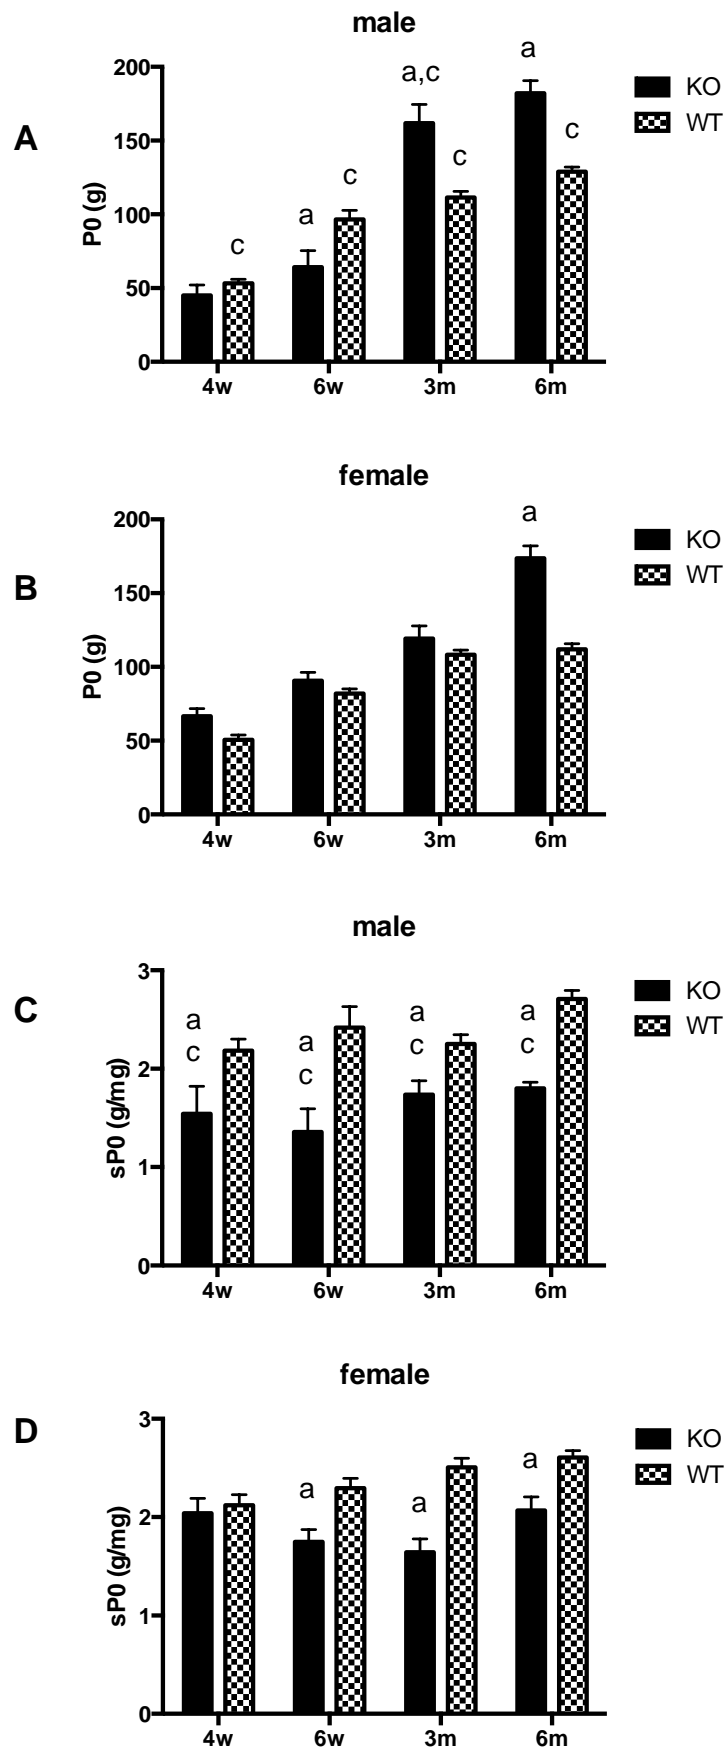 male
A
P0 (g)
200
150
100
50
0
c
a
c
a,c
c
a
c
4w 6w 3m 6m
KO
WT
female
B
P0 (g)
200
150
100
50
0
a
4w 6w 3m 6m
KO
WT
male
C
sP0 (g/mg)
3
2
1
0
a
c
a
c
a
c
a
c
4w 6w 3m 6m
KO
WT
female
D
sP0 (g/mg)
3
2
1
0
a
a
a
4w 6w 3m 6m
KO
WT